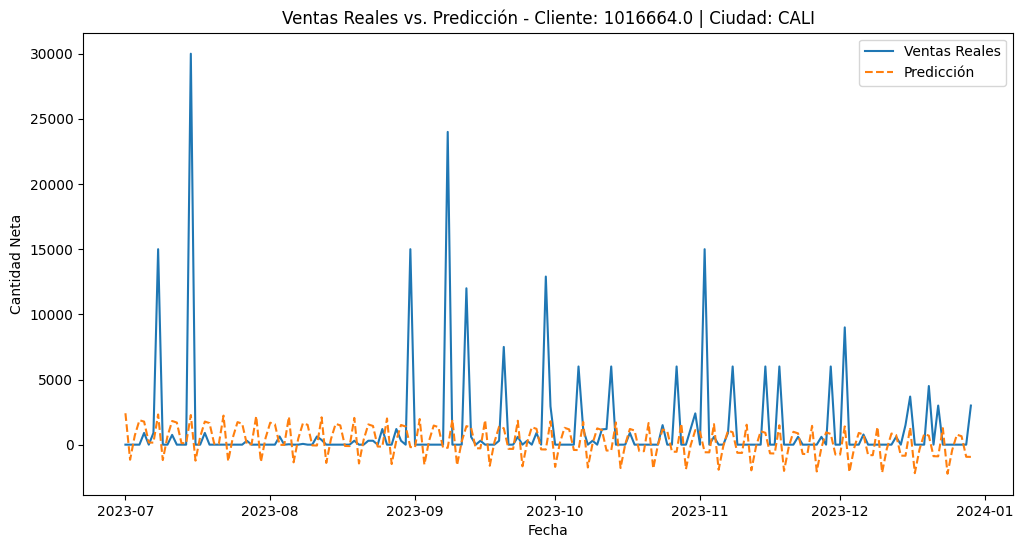 Ventas Reales vs. Predicción - Cliente: 1016664.0 | Ciudad: CALI
Ventas Reales
Predicción
30000
25000
20000
15000
10000
5000
0
Cantidad Neta
2023-07
2023-08
2023-09
2023-10
2023-11
2023-12
2024-01
Fecha